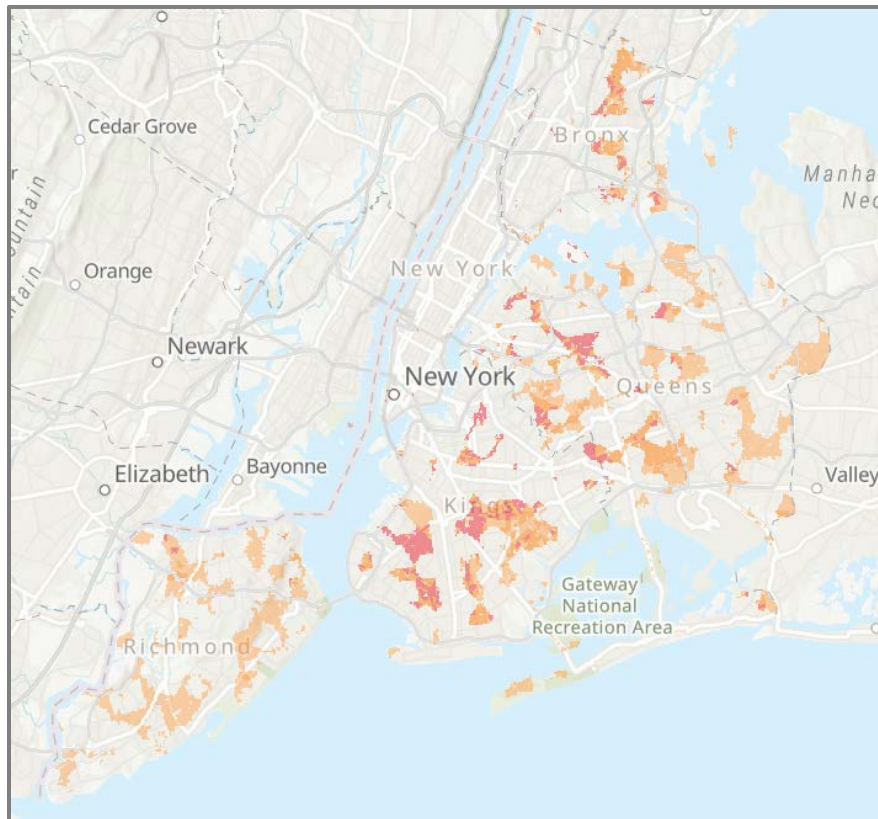 Cedar Grove
Bronx
Manha
Nec
untain
Orange
New York
Newark
New York
Queens
Elizabeth
Bayonne
Valley
Kings
Gateway
National
Recreation Area
Richmond